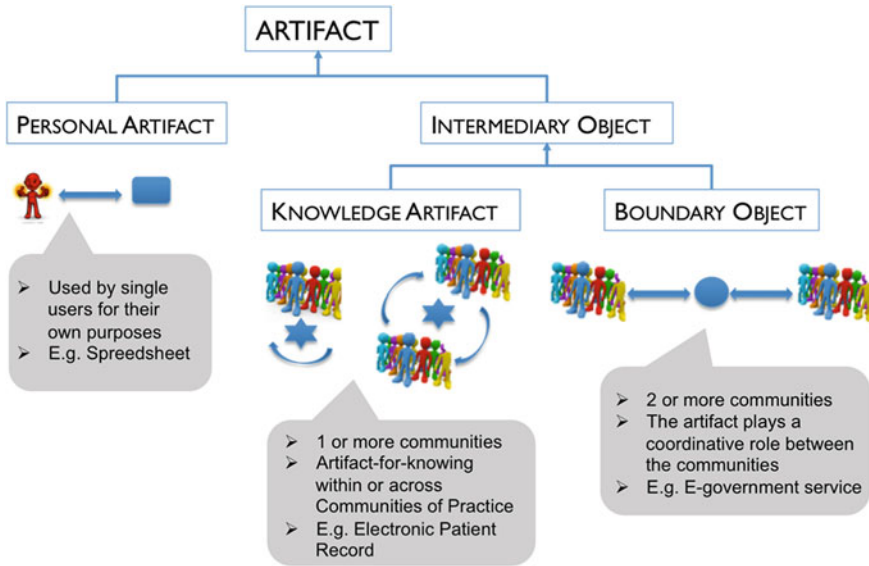 ARTIFACT
PERSONAL ARTIFACT
INTERMEDIARY OBJECT
KNOWLEDGE ARTIFACT
BOUNDARY OBJECT
➢ Used by single
users for their
own purposes
➢ E.g. Spreedsheet
➢ 1 or more communities
➢ Artifact-for-knowing
within or across
Communities of Practice
➢ E.g. Electronic Patient
Record
➢ 2 or more communities
➢ The artifact plays a
coordinative role between
the communities
➢ E.g. E-government service